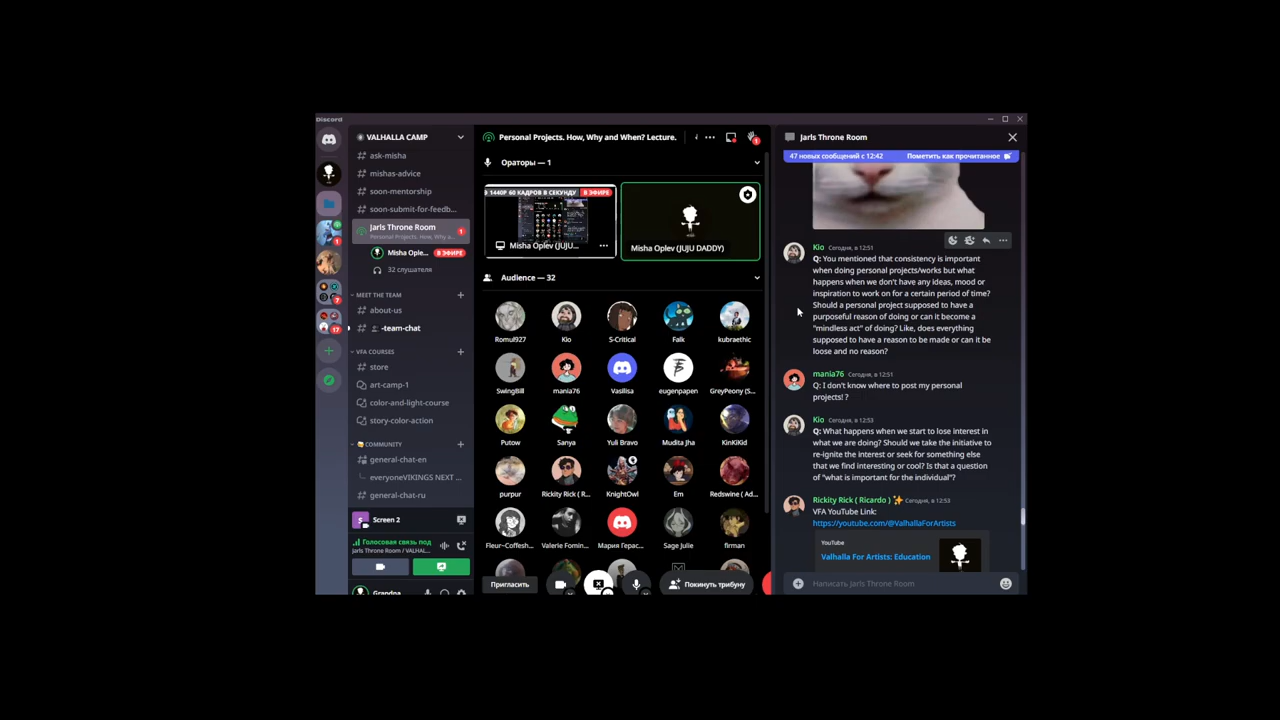 Discord
VALHALLA CAMP
ask-misha
mishas-advice
soon-mentorship
soon-submit-for-feedb...
Jarls Throne Room
1
Personal Projects. How, Why a...
Misha Ople...
В ЭФИРЕ
32 слушателя
MEET THE TEAM
about-us
-team-chat
VFA COURSES
store
art-camp-1
color-and-light-course
story-color-action
COMMUNITY
general-chat-en
everyoneVIKINGS NEXT ...
general-chat-ru
Screen 2
Голосовая связь под
Jarls Throne Room / VALHAL...
Grandpa
1
7
17
Personal Projects. How, Why and When? Lecture.
1
Ораторы — 1
1440P 60 КАДРОВ В СЕКУНДУ
В ЭФИРЕ
Misha Oplev (JUJU...
Misha Oplev (JUJU DADDY)
Audience — 32
Romul927
Kio
S-Critical
Falk
kubraethic
SwingBill
mania76
Vasilisa
eugenpapen
GreyPeony (S...
Putow
Sanya
Yuli Bravo
Mudita Jha
KinKiKid
purpur
Rickity Rick ( R...
KnightOwl
Em
Redswine ( Ad...
Fleur~Coffesh...
Valerie Fomin...
Мария Герас...
Sage Julie
firman
Пригласить
Покинуть трибуну
Jarls Throne Room
47 новых сообщений с 12:42
Пометить как прочитанное
Kio Сегодня, в 12:51
Q: You mentioned that consistency is important
when doing personal projects/works but what
happens when we don't have any ideas, mood or
inspiration to work on for a certain period of time?
Should a personal project supposed to have a
purposeful reason of doing or can it become a
"mindless act" of doing? Like, does everything
supposed to have a reason to be made or can it be
loose and no reason?
mania76 Сегодня, в 12:51
Q: I don't know where to post my personal
projects! ?
Kio Сегодня, в 12:53
Q: What happens when we start to lose interest in
what we are doing? Should we take the initiative to
re-ignite the interest or seek for something else
that we find interesting or cool? Is that a question
of "what is important for the individual"?
Rickity Rick ( Ricardo ) Сегодня, в 12:53
VFA YouTube Link:
https://youtube.com/@ValhallaForArtists
YouTube
Valhalla For Artists: Education
Написать Jarls Throne Room